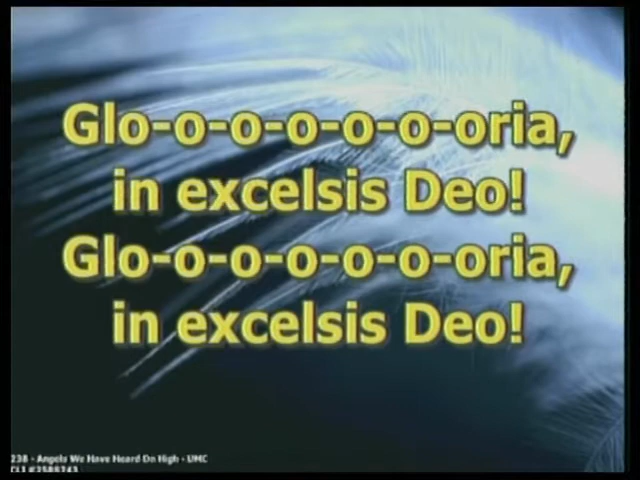 Glo-o-o-o-o-o-oria,
in excelsis Deo!
Glo-o-o-o-o-o-oria,
in excelsis Deo!
238 - Angels We Have Heard On High - UMC